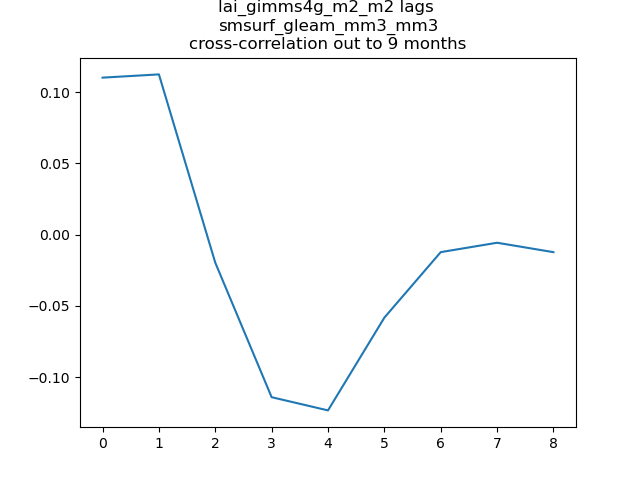 lai_gimms4g_m2_m2 lags
smsurf_gleam_mm3_mm3
cross-correlation out to 9 months
0.10
0.05
0.00
−0.05
−0.10
0 1 2 3 4 5 6 7 8